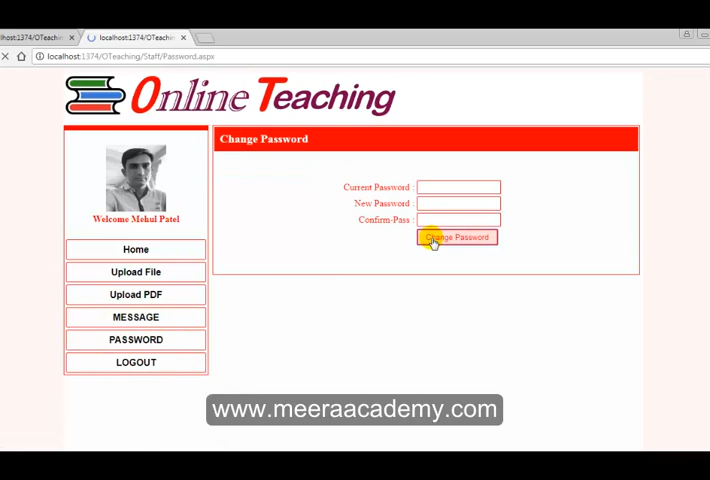 lhost:1374/OTeachin
localhost:1374/OTeachin
localhost:1374/OTeaching/Staff/Password.aspx
Online Teaching
Change Password
Welcome Mehul Patel
Home
Upload File
Upload PDF
MESSAGE
PASSWORD
LOGOUT
Current Password :
New Password :
Confirm-Pass :
Change Password
www.meeraacademy.com